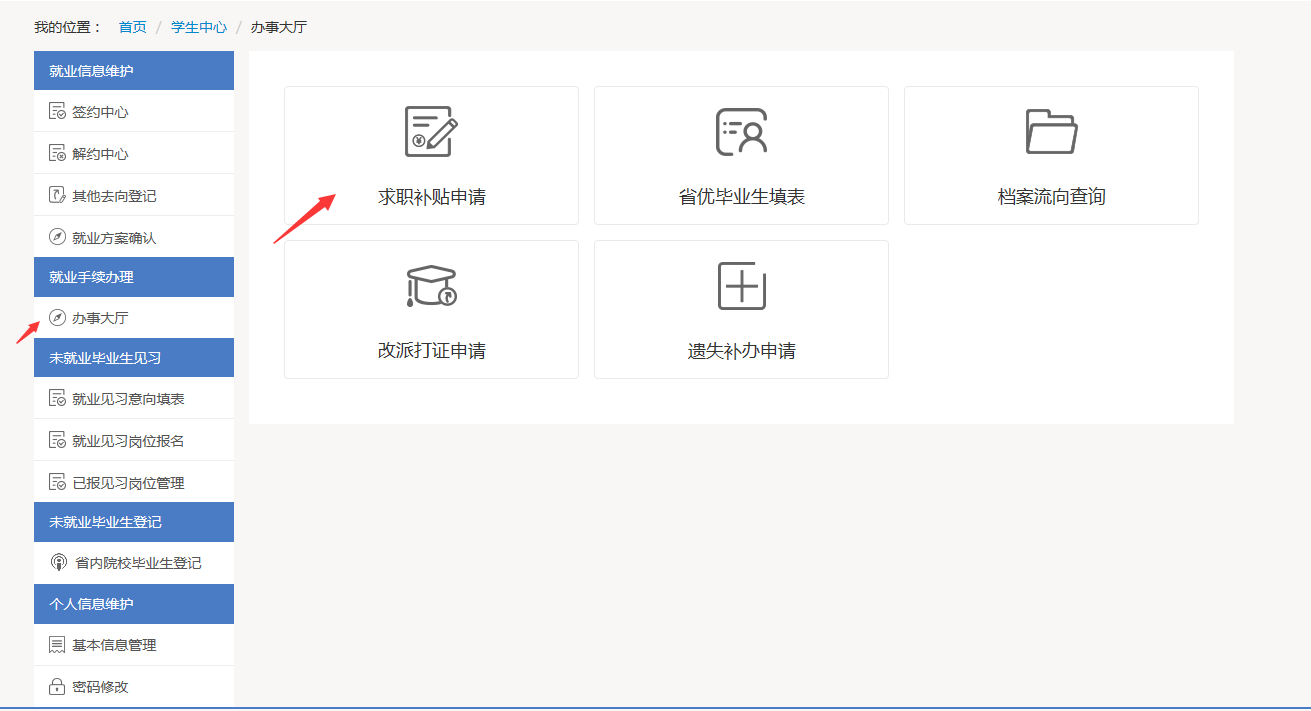 我的位置： 首页 / 学生中心 / 办事大厅
就业信息维护
签约中心
解约中心
其他去向登记
就业方案确认
就业手续办理
办事大厅
未就业毕业生见习
就业见习意向填表
就业见习岗位报名
已报见习岗位管理
未就业毕业生登记
省内院校毕业生登记
个人信息维护
基本信息管理
密码修改
求职补贴申请
省优毕业生填表
档案流向查询
改派打证申请
遗失补办申请